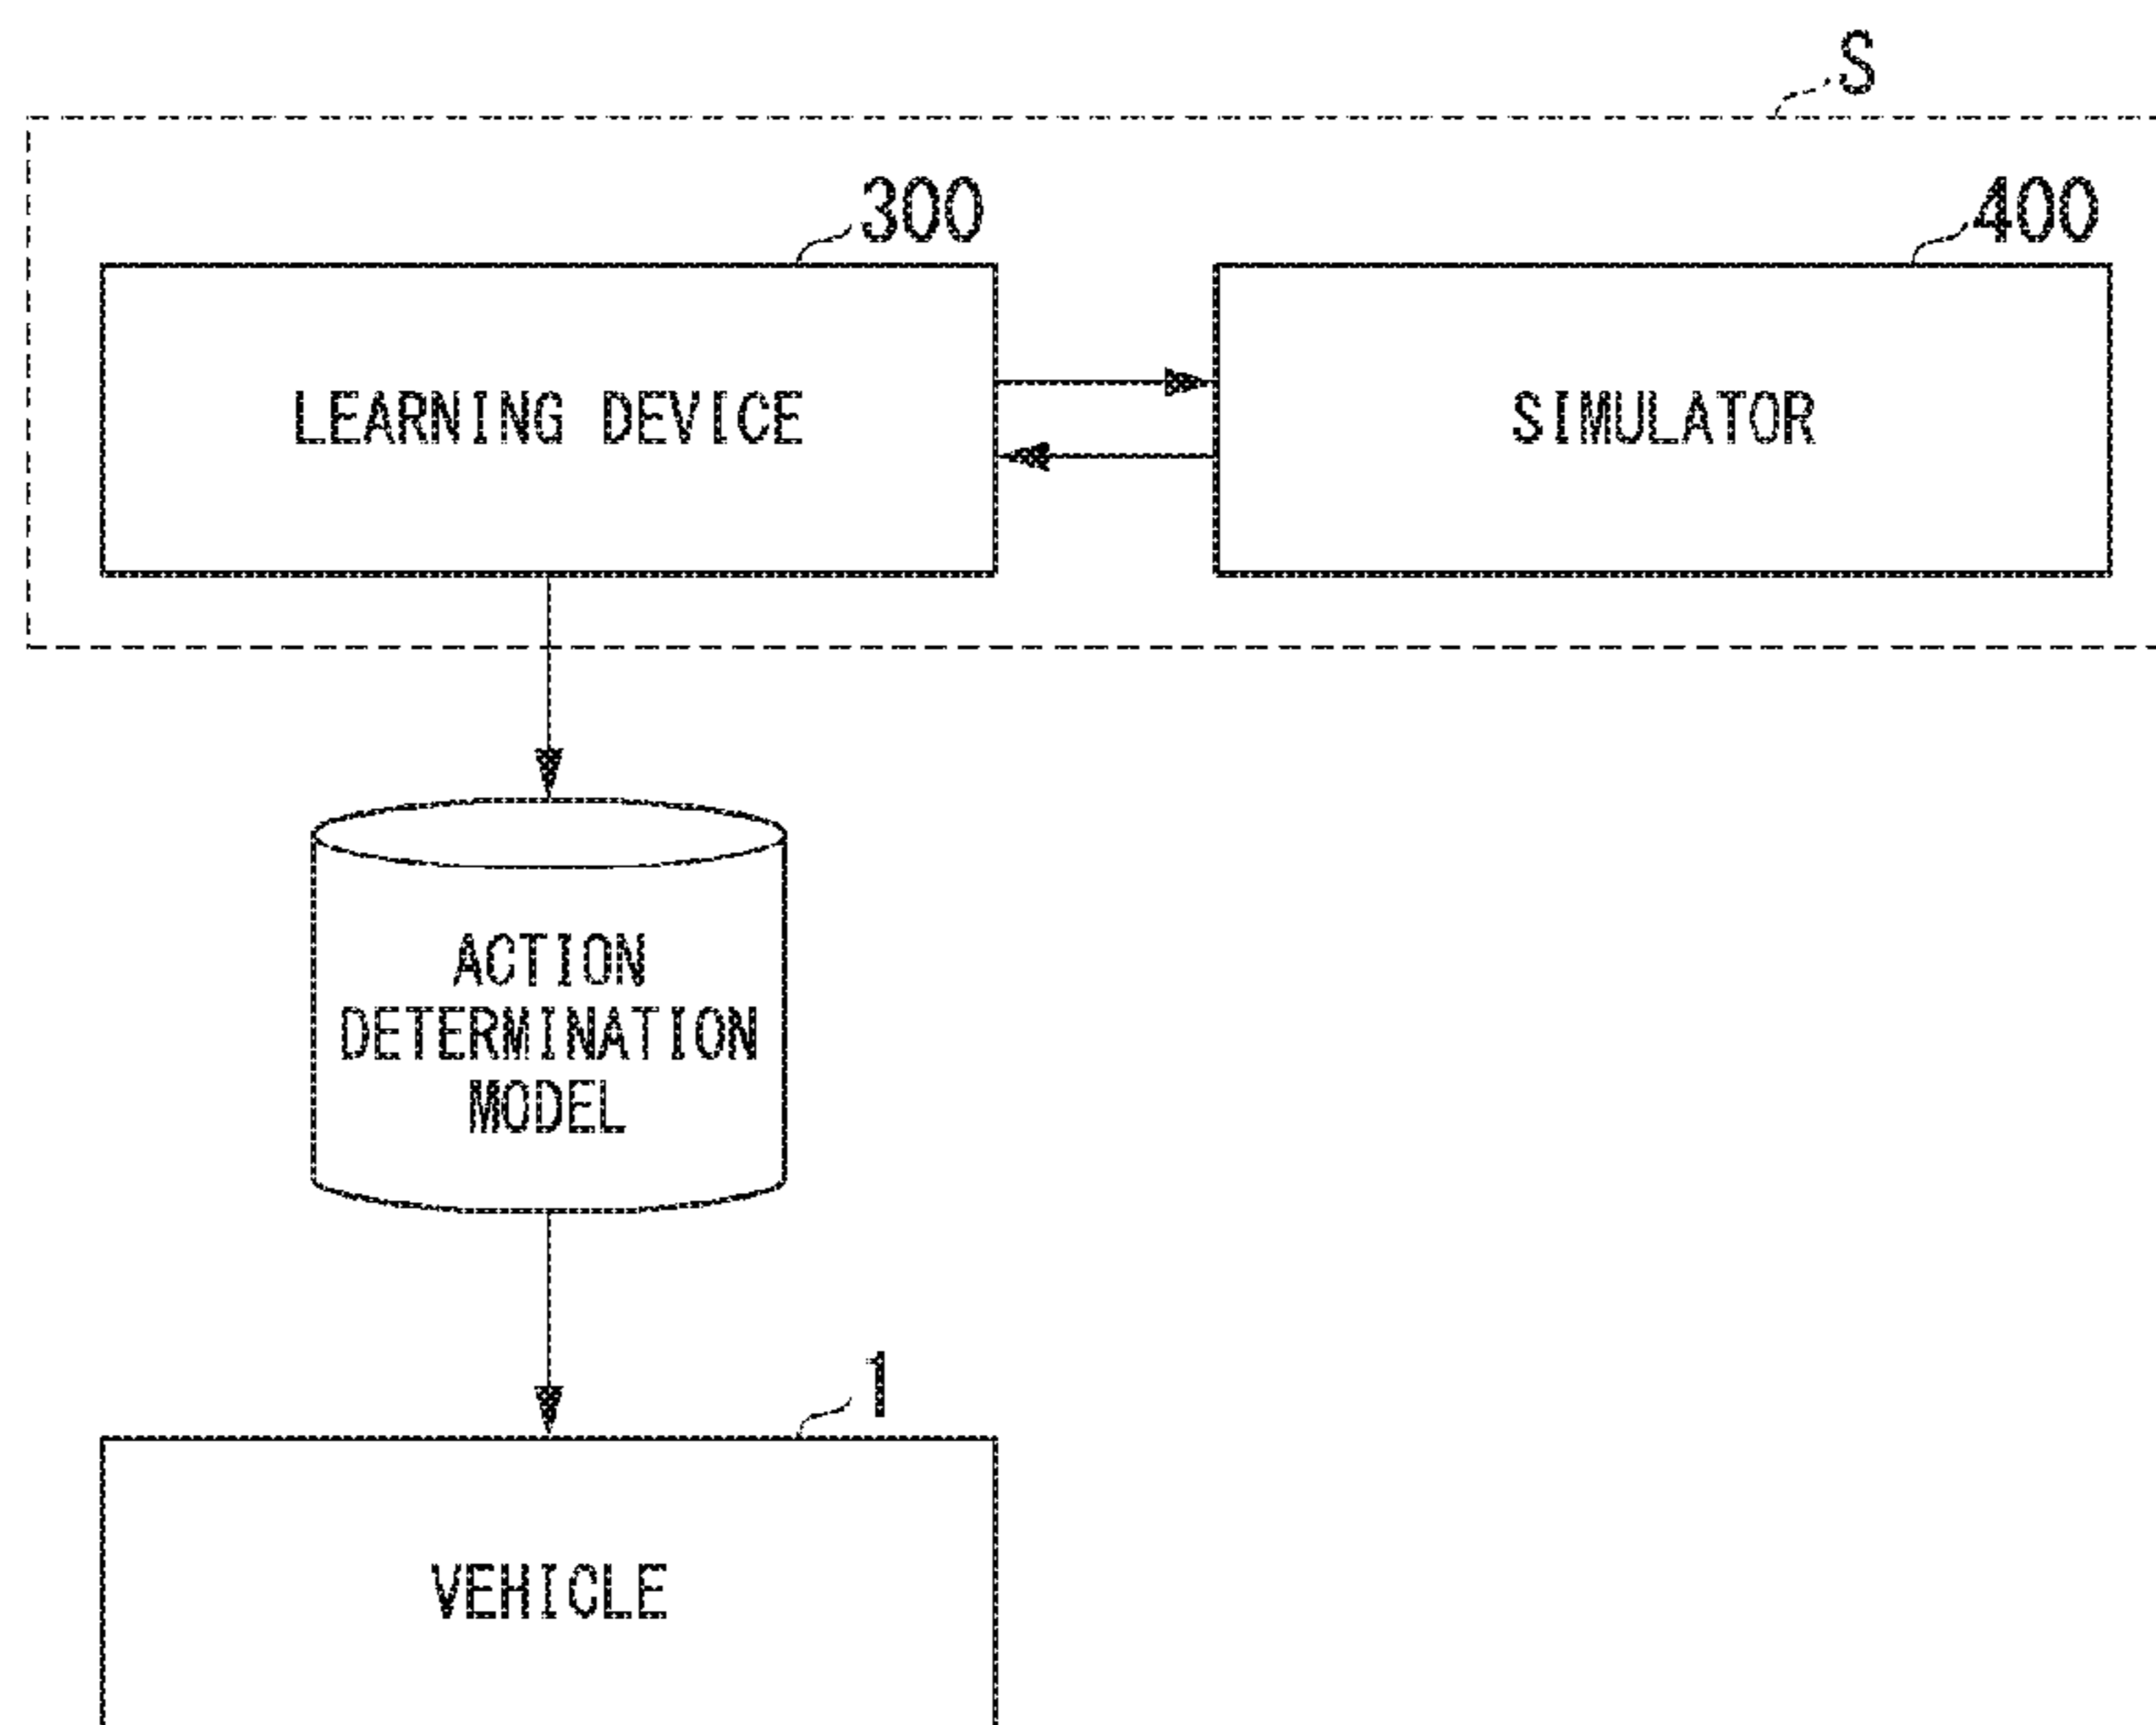 S
300
400
LEARNING DEVICE
SIMULATOR
ACTION
DETERMINATION
MODEL
1
VEHICLE